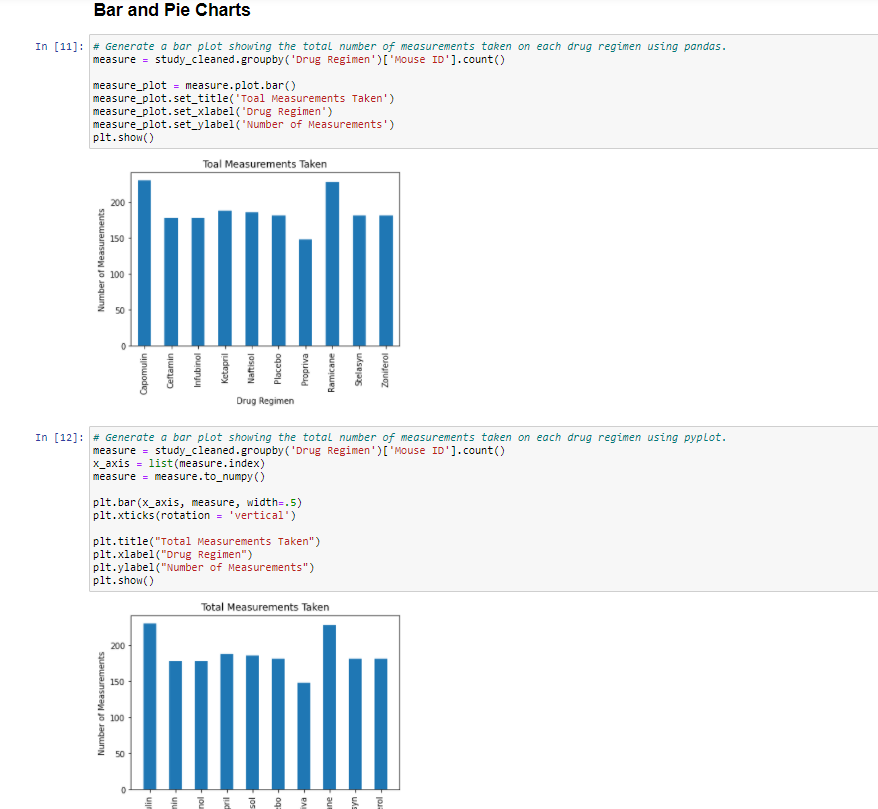 Bar and Pie Charts
In [11]: # Generate a bar plot showing the total number of measurements taken on each drug regimen using pandas.
measure = study_cleaned.groupby('Drug Regimen')['Mouse ID'].count()
measure_plot = measure.plot.bar()
measure_plot.set_title('Toal Measurements Taken')
measure_plot.set_xlabel('Drug Regimen')
measure_plot.set_ylabel('Number of Measurements')
plt.show()
Toal Measurements Taken
Number of Measurements
200
150
100
50
0
Capomulin
Ceftamin
Infubinol
Ketapril
Naftisol
Placebo
Propriva
Ramicane
Stelasyn
Zoniferol
Drug Regimen
In [12]: # Generate a bar plot showing the total number of measurements taken on each drug regimen using pyplot.
measure = study_cleaned.groupby('Drug Regimen')['Mouse ID'].count()
x_axis = list(measure.index)
measure = measure.to_numpy()
plt.bar(x_axis, measure, width=.5)
plt.xticks(rotation = 'vertical')
plt.title("Total Measurements Taken")
plt.xlabel("Drug Regimen")
plt.ylabel("Number of Measurements")
plt.show()
Total Measurements Taken
Number of Measurements
200
150
100
50
0
ulin
nin
nol
pril
sol
bo
iva
ne
syn
erol